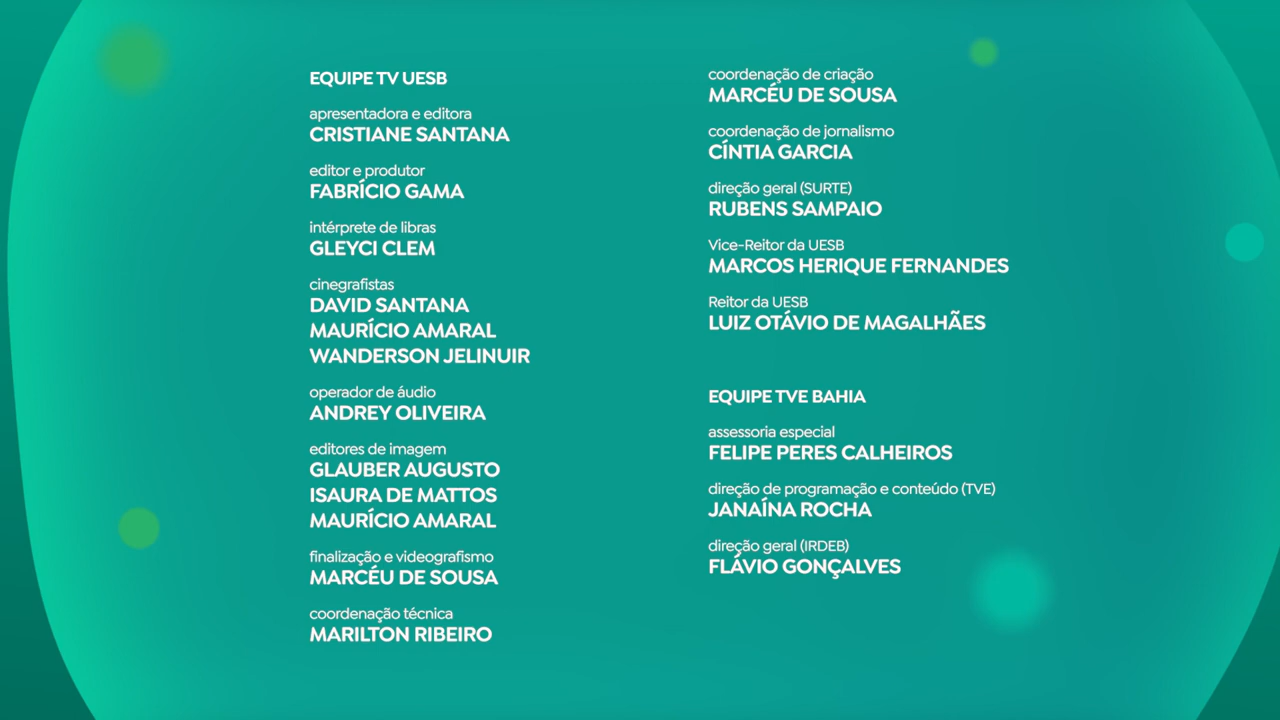 EQUIPE TV UESB
apresentadora e editora
CRISTIANE SANTANA
editor e produtor
FABRÍCIO GAMA
intérprete de libras
GLEYCI CLEM
cinegrafistas
DAVID SANTANA
MAURÍCIO AMARAL
WANDERSON JELINUIR
operador de áudio
ANDREY OLIVEIRA
editores de imagem
GLAUBER AUGUSTO
ISAURA DE MATTOS
MAURÍCIO AMARAL
finalização e videografismo
MARCÉU DE SOUSA
coordenação técnica
MARILTON RIBEIRO
coordenação de criação
MARCÉU DE SOUSA
coordenação de jornalismo
CÍNTIA GARCIA
direção geral (SURTE)
RUBENS SAMPAIO
Vice-Reitor da UESB
MARCOS HERIQUE FERNANDES
Reitor da UESB
LUIZ OTÁVIO DE MAGALHÃES
EQUIPE TVE BAHIA
assessoria especial
FELIPE PERES CALHEIROS
direção de programação e conteúdo (TVE)
JANAÍNA ROCHA
direção geral (IRDEB)
FLÁVIO GONÇALVES